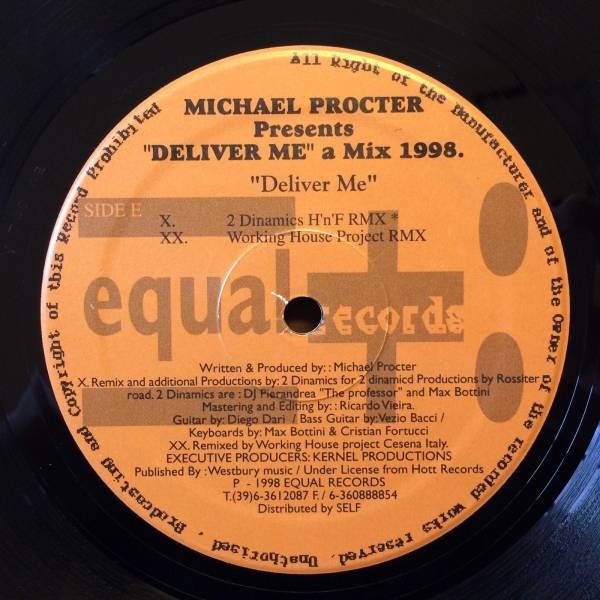 MICHAEL PROCTER
Presents
"DELIVER ME" a Mix 1998.
"Deliver Me"
SIDE E
X. 2 Dinamics H'n'F RMX *
XX. Working House Project RMX
equal
Records
Written & Produced by: : Michael Procter
X. Remix and additional Productions by: 2 Dinamics for 2 dinamicd Productions by Rossiter
road. 2 Dinamics are : DJ Pierandrea "The professor" and Max Bottini
Mastering and Editing by: : Ricardo Vieira.
Guitar by: Diego Dari / Bass Guitar by:Vezio Bacci /
Keyboards by: Max Bottini & Cristian Fortucci
XX. Remixed by Working House project Cesena Italy.
EXECUTIVE PRODUCERS: KERNEL PRODUCTIONS
Published By :Westbury music / Under License from Hott Records
P - 1998 EQUAL RECORDS
T.(39)6-3612087 F. / 6-360888854
Distributed by SELF
All Right of the Manufacturer and of the Opner of the recorded works reserved. Unathorised. Brodcasting and Copyright of this Record Prohibited